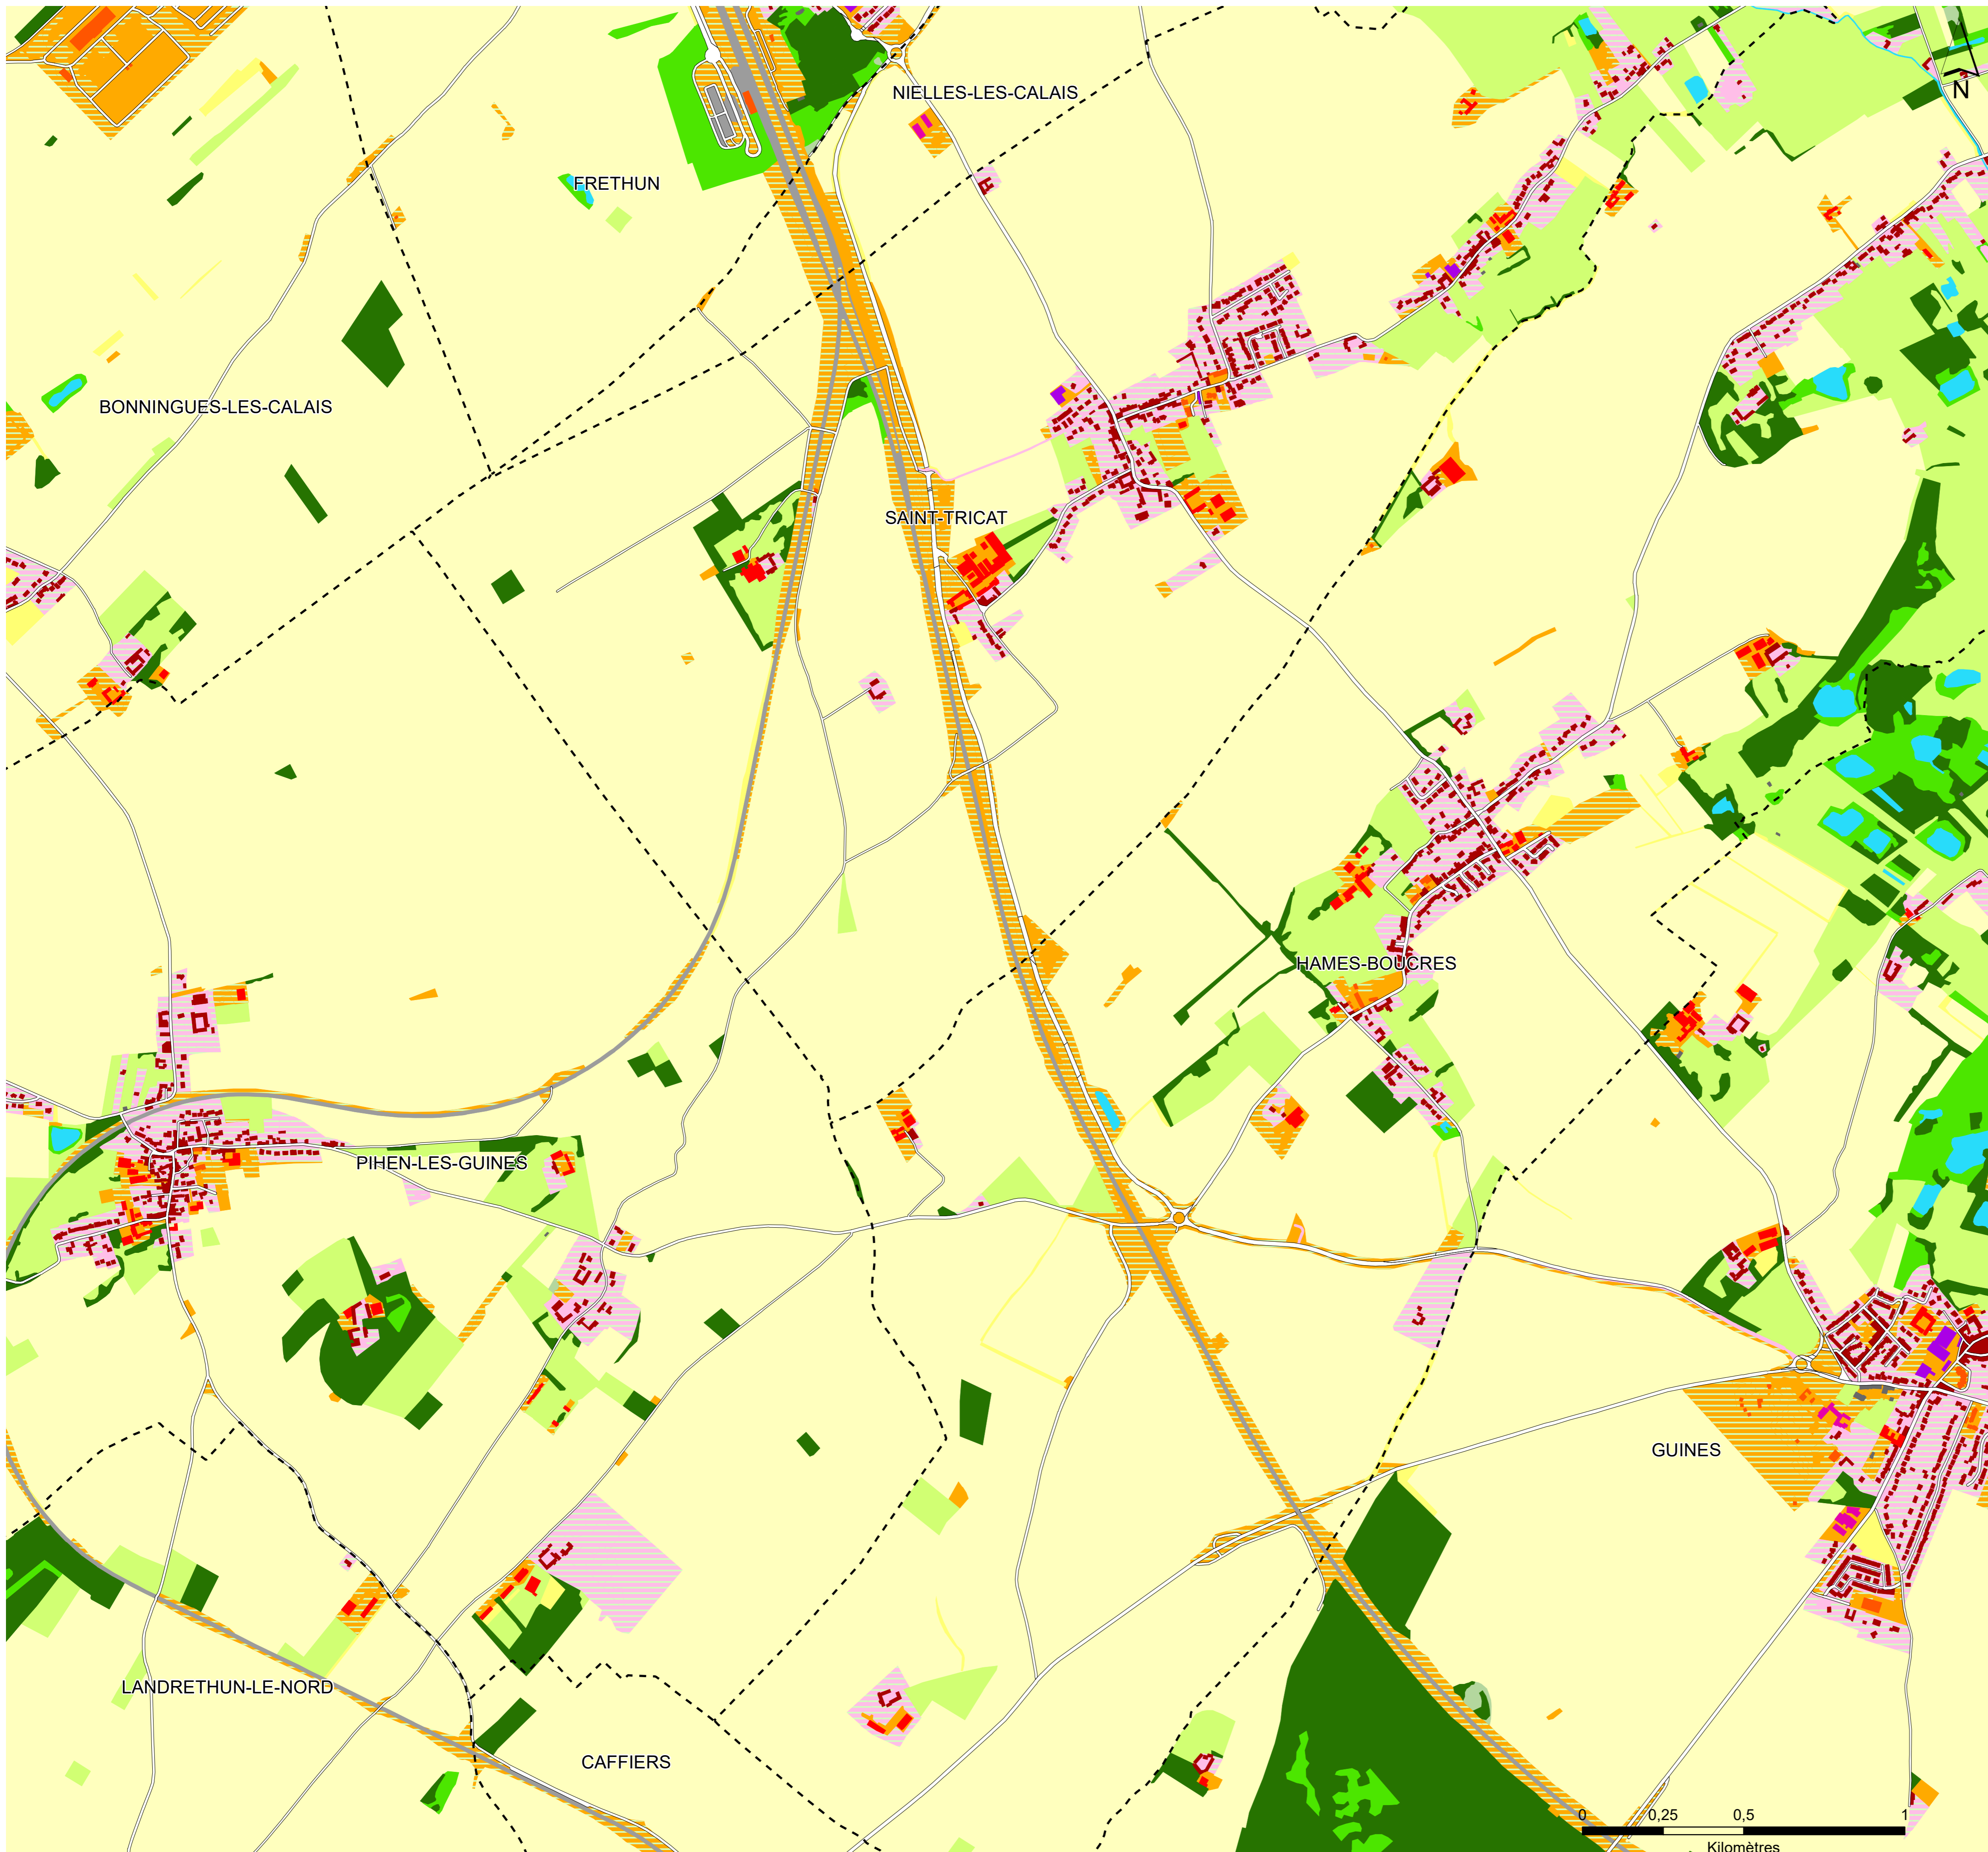 N
NIELLES-LES-CALAIS
FRETHUN
BONNINGUES-LES-CALAIS
SAINT-TRICAT
HAMES-BOUCRES
PIHEN-LES-GUINES
GUINES
LANDRETHUN-LE-NORD
CAFFIERS
0 0,25 0,5 1
Kilomètres